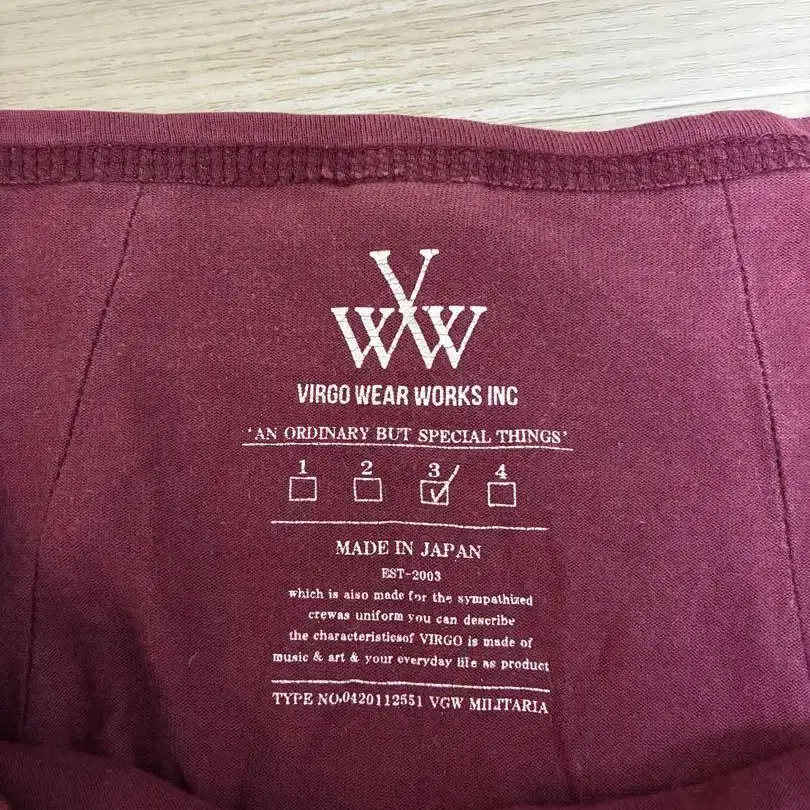 VWW
VIRGO WEAR WORKS INC
'AN ORDINARY BUT SPECIAL THINGS'
1 2 3 4
MADE IN JAPAN
EST-2003
which is also made for the sympathized
crewas uniform you can describe
the characteristicsof VIRGO is made of
music & art & your everyday life as product
TYPE NO.0420112551 VGW MILITARIA